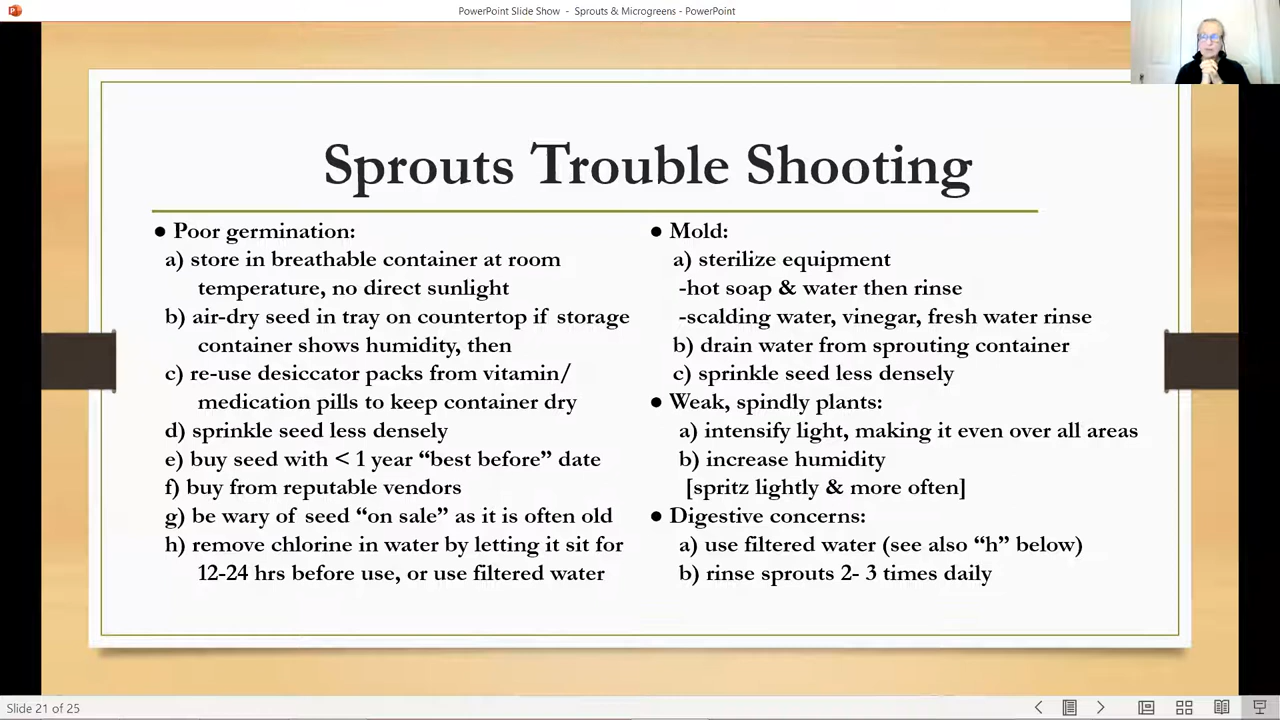 PowerPoint Slide Show - Sprouts & Microgreens - PowerPoint
Sprouts Trouble Shooting
● Poor germination:
a) store in breathable container at room
temperature, no direct sunlight
b) air-dry seed in tray on countertop if storage
container shows humidity, then
c) re-use desiccator packs from vitamin/
medication pills to keep container dry
d) sprinkle seed less densely
e) buy seed with < 1 year “best before” date
f) buy from reputable vendors
g) be wary of seed “on sale” as it is often old
h) remove chlorine in water by letting it sit for
12-24 hrs before use, or use filtered water
● Mold:
a) sterilize equipment
-hot soap & water then rinse
-scalding water, vinegar, fresh water rinse
b) drain water from sprouting container
c) sprinkle seed less densely
● Weak, spindly plants:
a) intensify light, making it even over all areas
b) increase humidity
[spritz lightly & more often]
● Digestive concerns:
a) use filtered water (see also “h” below)
b) rinse sprouts 2- 3 times daily
Slide 21 of 25